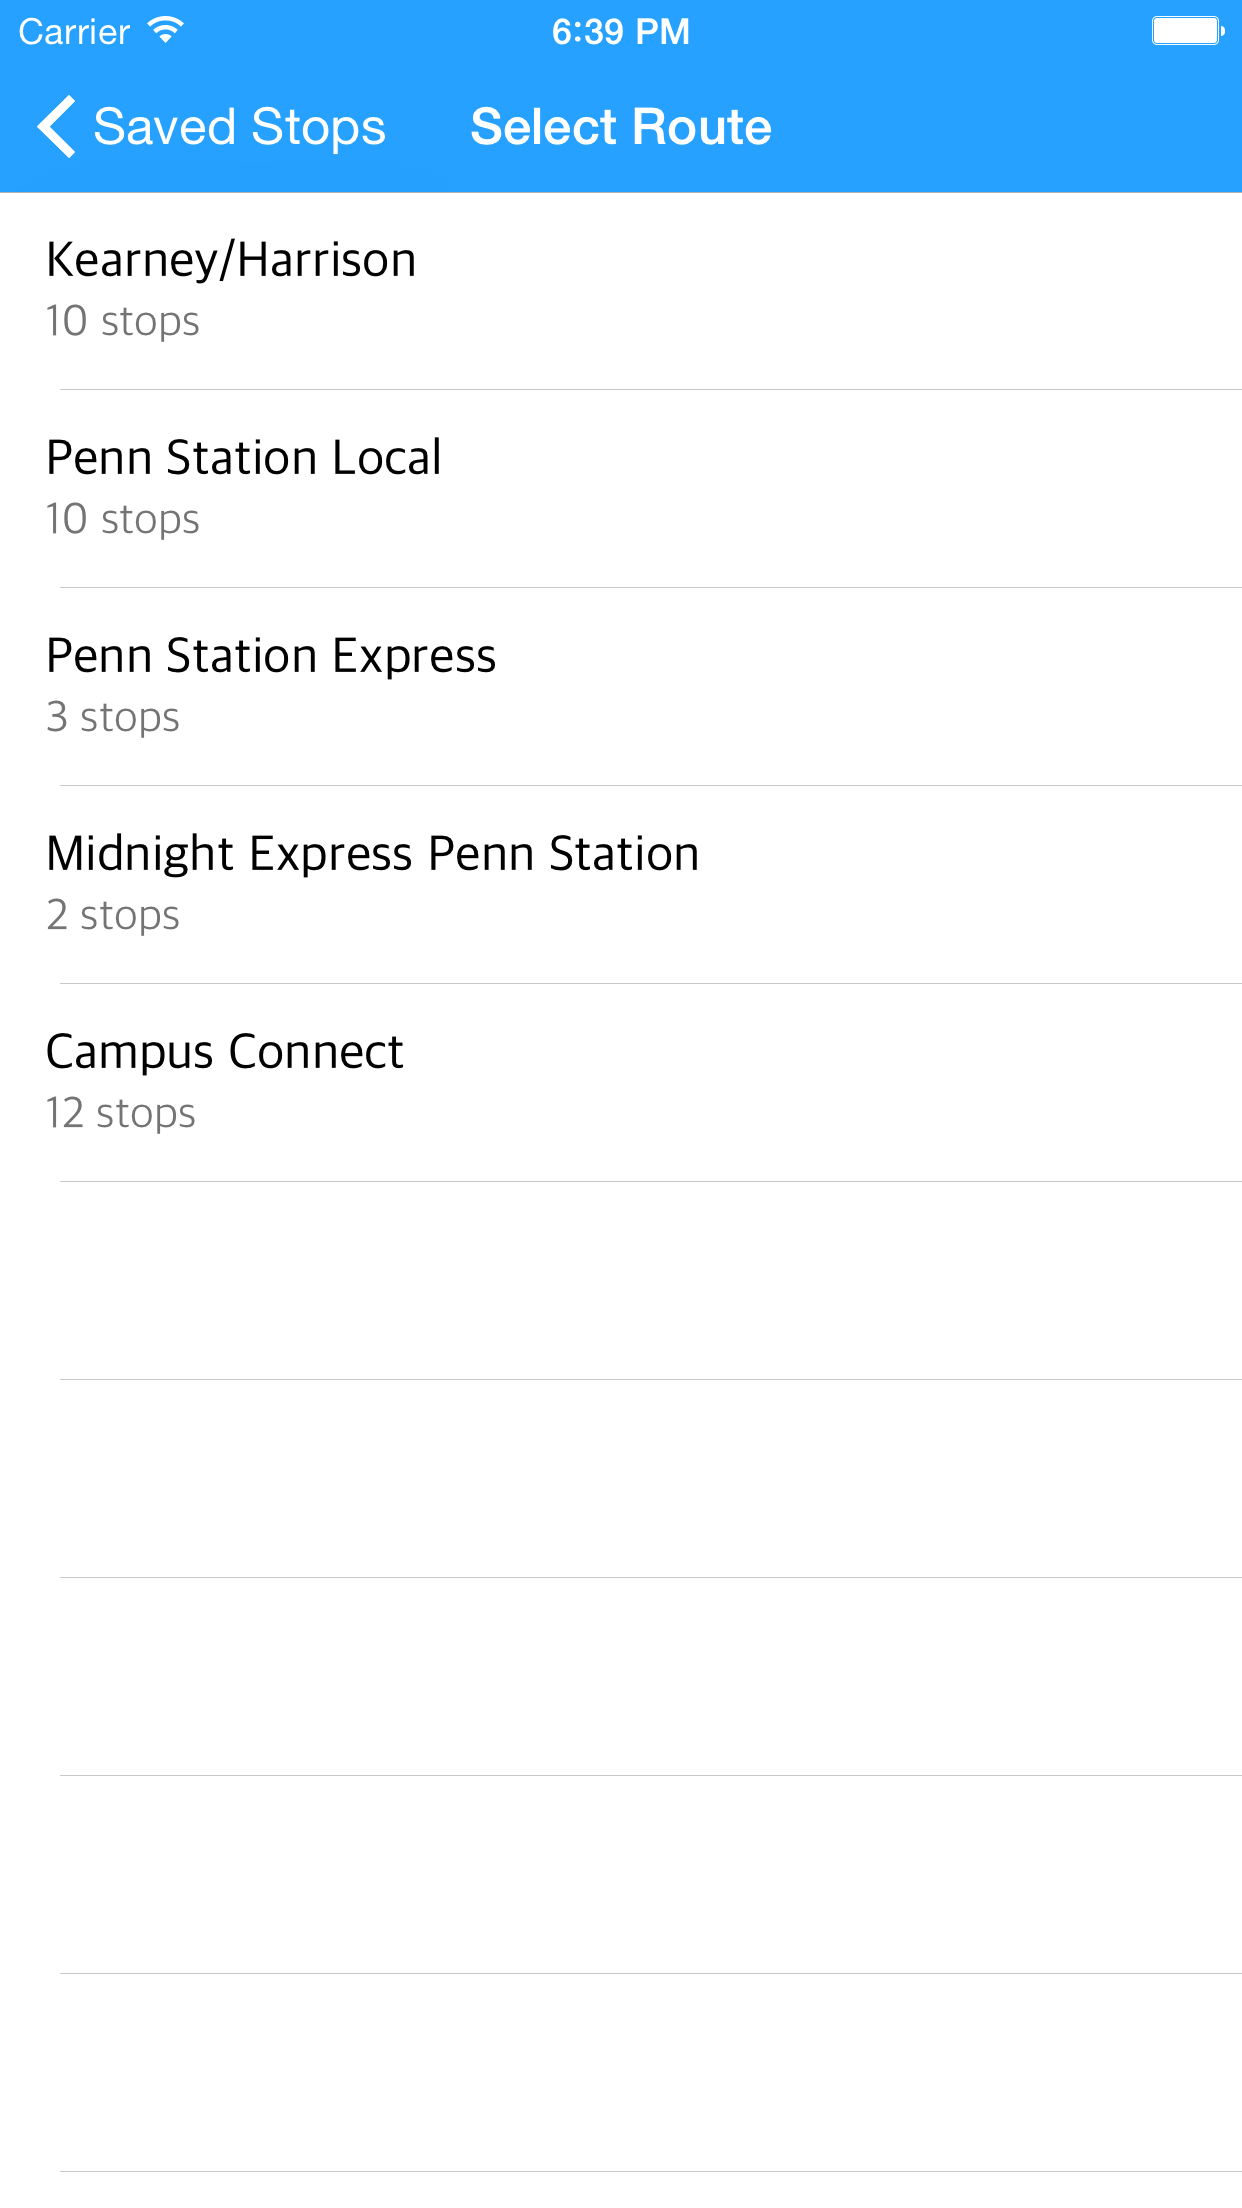 Carrier 6:39 PM
Saved Stops Select Route
Kearney/Harrison
10 stops
Penn Station Local
10 stops
Penn Station Express
3 stops
Midnight Express Penn Station
2 stops
Campus Connect
12 stops